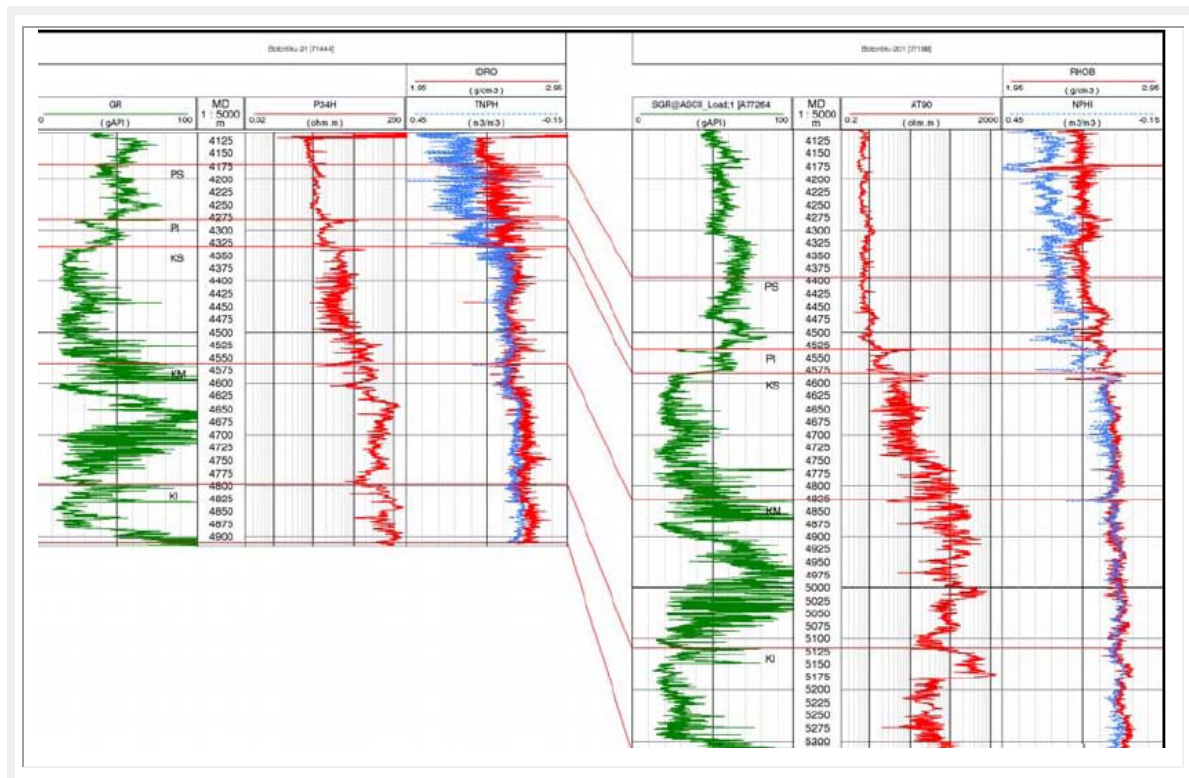 Bolontiku-21 [71444]
IDRO
1.95 (g/cm3) 2.95
GR
MD
1 : 5000
m
P34H
TNPH
0 (gAPI) 100
0.02 (ohm.m) 200
0.45 (m3/m3) -0.15
4125
4150
4175
4200
4225
4250
4275
4300
4325
4350
4375
4400
4425
4450
4475
4500
4525
4550
4575
4600
4625
4650
4675
4700
4725
4750
4775
4800
4825
4850
4875
4900
PS
PI
KS
KM
KI
Bolontiku-201 [77188]
RHOB
1.95 (g/cm3) 2.95
SGR@ASCII_Load;1 [A77264
MD
1 : 5000
m
AT90
NPHI
0 (gAPI) 100
0.2 (ohm.m) 2000
0.45 (m3/m3) -0.15
4125
4150
4175
4200
4225
4250
4275
4300
4325
4350
4375
4400
4425
4450
4475
4500
4525
4550
4575
4600
4625
4650
4675
4700
4725
4750
4775
4800
4825
4850
4875
4900
4925
4950
4975
5000
5025
5050
5075
5100
5125
5150
5175
5200
5225
5250
5275
5300
PS
PI
KS
KM
KI